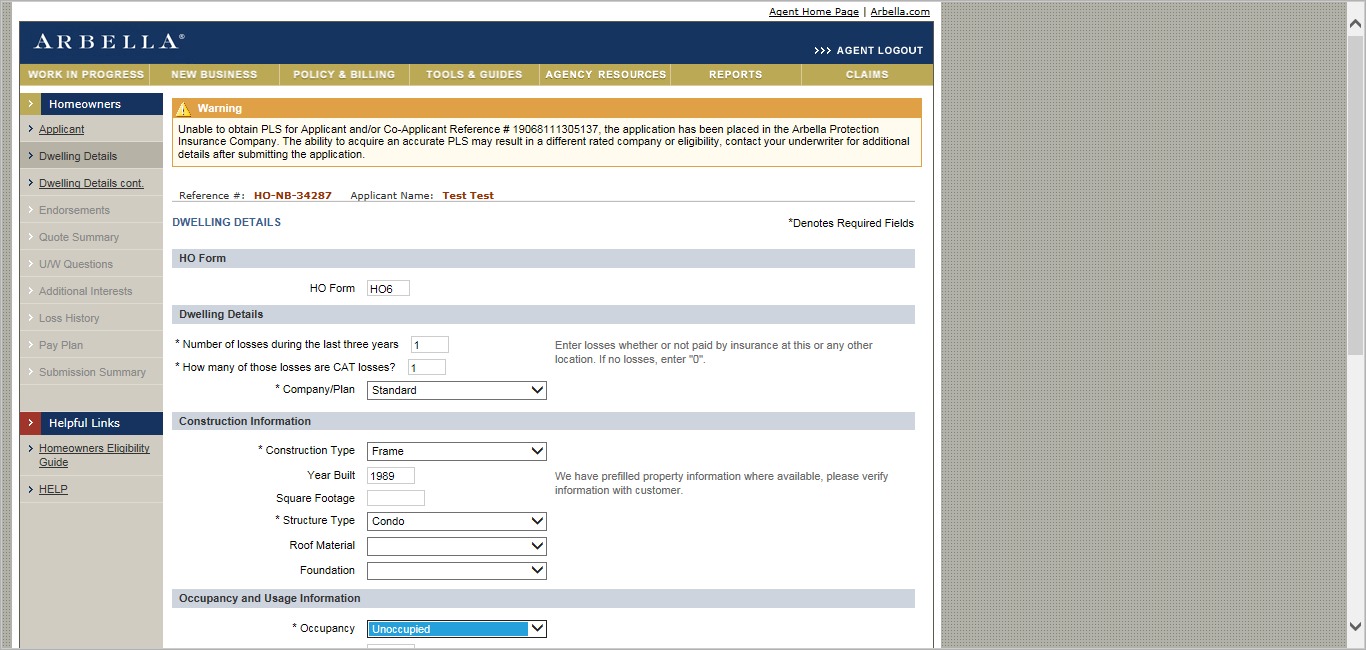 Agent Home Page | Arbella.com
ARBELLA®
>>> AGENT LOGOUT
WORK IN PROGRESS NEW BUSINESS POLICY & BILLING TOOLS & GUIDES AGENCY RESOURCES REPORTS CLAIMS
Homeowners
Applicant
Dwelling Details
Dwelling Details cont.
Endorsements
Quote Summary
U/W Questions
Additional Interests
Loss History
Pay Plan
Submission Summary
Helpful Links
Homeowners Eligibility
Guide
HELP
Warning
Unable to obtain PLS for Applicant and/or Co-Applicant Reference # 19068111305137, the application has been placed in the Arbella Protection
Insurance Company. The ability to acquire an accurate PLS may result in a different rated company or eligibility, contact your underwriter for additional
details after submitting the application.
Reference #: HO-NB-34287 Applicant Name: Test Test
DWELLING DETAILS *Denotes Required Fields
HO Form
HO Form HO6
Dwelling Details
* Number of losses during the last three years 1
Enter losses whether or not paid by insurance at this or any other
location. If no losses, enter "0".
* How many of those losses are CAT losses? 1
* Company/Plan Standard
Construction Information
* Construction Type Frame
Year Built 1989
We have prefilled property information where available, please verify
information with customer.
Square Footage
* Structure Type Condo
Roof Material
Foundation
Occupancy and Usage Information
* Occupancy Unoccupied